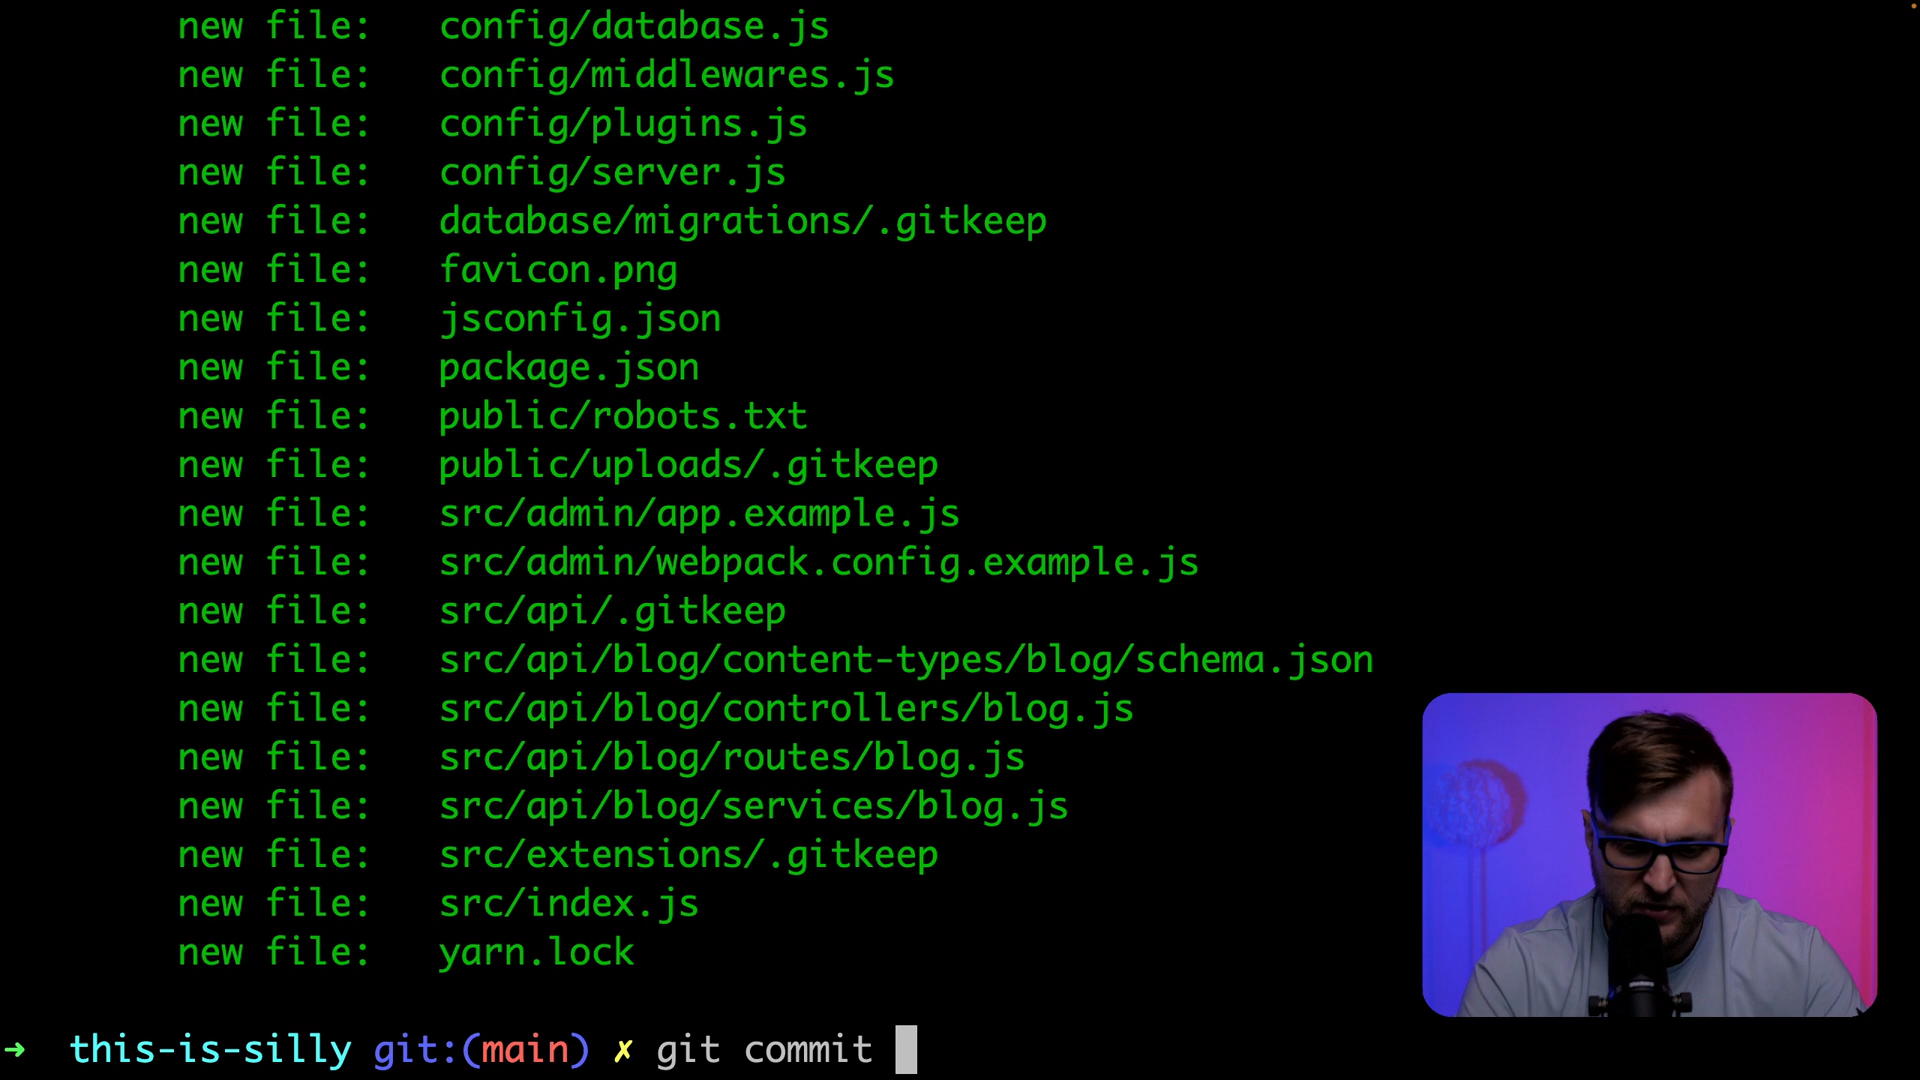 new file: config/database.js
new file: config/middlewares.js
new file: config/plugins.js
new file: config/server.js
new file: database/migrations/.gitkeep
new file: favicon.png
new file: jsconfig.json
new file: package.json
new file: public/robots.txt
new file: public/uploads/.gitkeep
new file: src/admin/app.example.js
new file: src/admin/webpack.config.example.js
new file: src/api/.gitkeep
new file: src/api/blog/content-types/blog/schema.json
new file: src/api/blog/controllers/blog.js
new file: src/api/blog/routes/blog.js
new file: src/api/blog/services/blog.js
new file: src/extensions/.gitkeep
new file: src/index.js
new file: yarn.lock
➜ this-is-silly git:(main) ✗ git commit